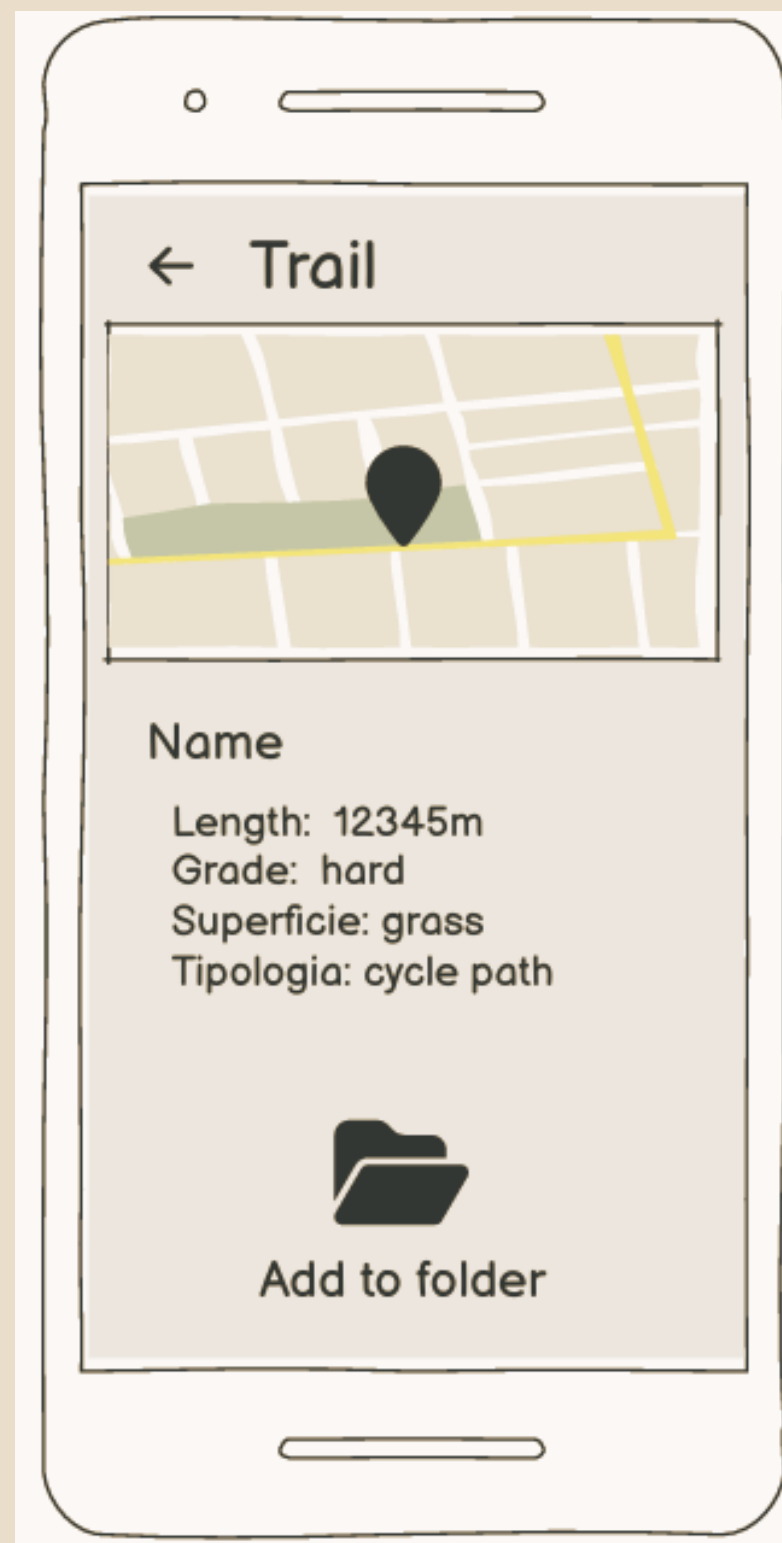 Trail
Name
Length: 12345m
Grade: hard
Superficie: grass
Tipologia: cycle path
Add to folder